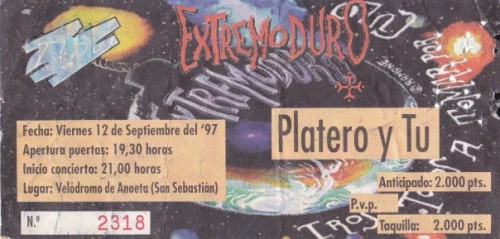 EXTREMODURO
EXTREMODURO
Platero y Tu
Fecha: Viernes 12 de Septiembre del '97
Apertura puertas: 19,30 horas
Inicio concierto: 21,00 horas
Lugar: Velódromo de Anoeta (San Sebastián)
Anticipado: 2.000 pts.
P.v.p.
Taquilla: 2.000 pts.
N.º 2318